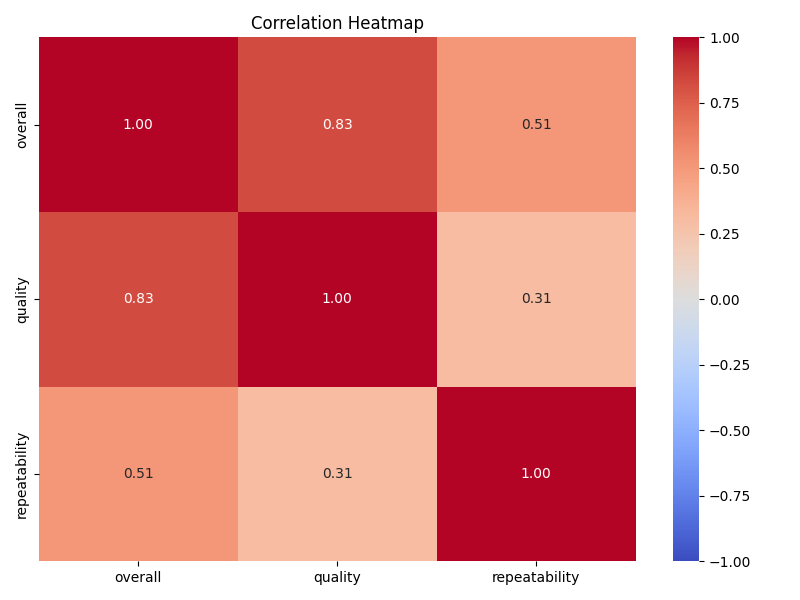 Correlation Heatmap
overall
1.00
0.83
0.51
quality
0.83
1.00
0.31
repeatability
0.51
0.31
1.00
overall
quality
repeatability
1.00
0.75
0.50
0.25
0.00
−0.25
−0.50
−0.75
−1.00